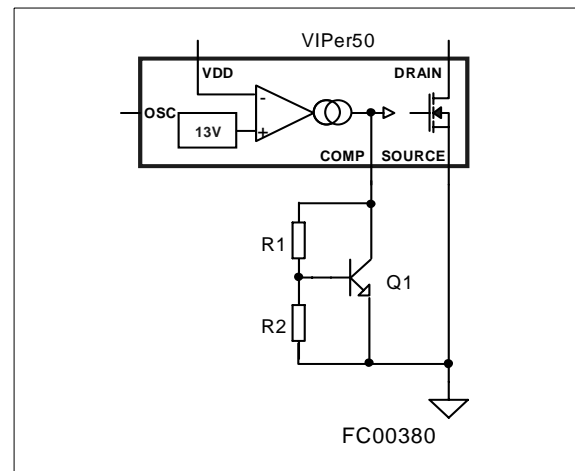 VIPer50
VDD
DRAIN
OSC
-
13V
+
COMP
SOURCE
R1
Q1
R2
FC00380